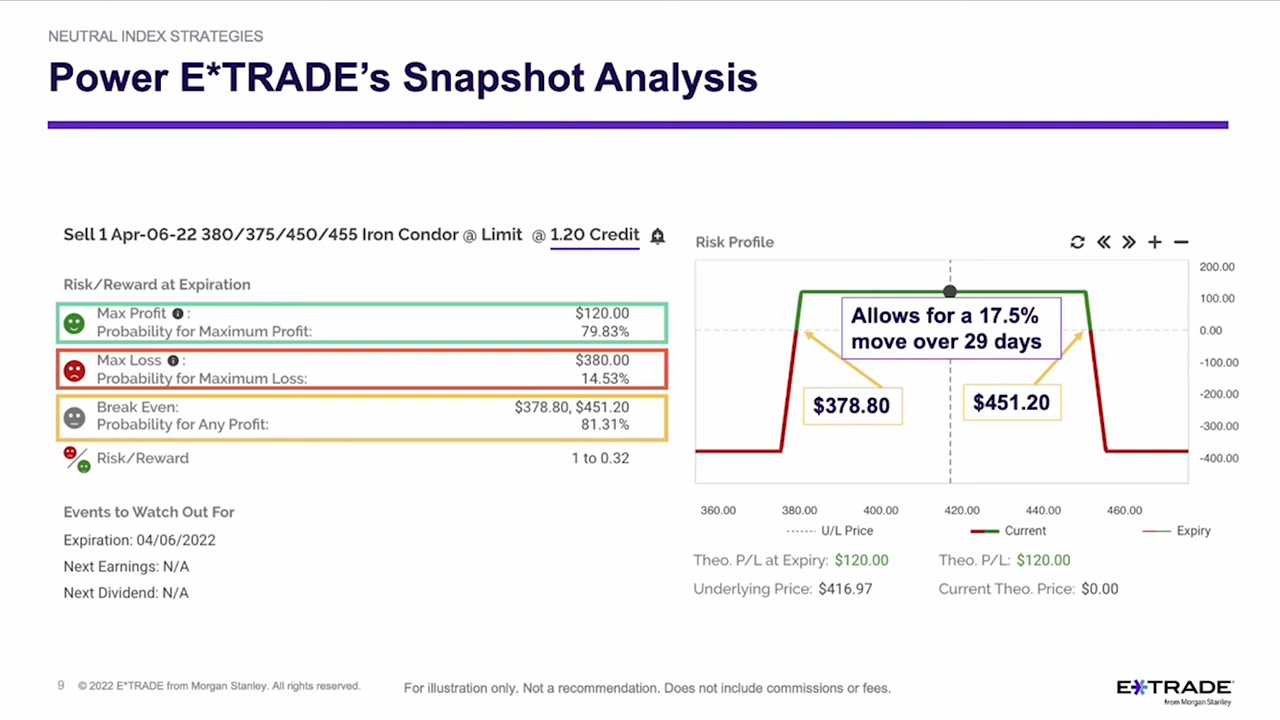 NEUTRAL INDEX STRATEGIES
Power E*TRADE's Snapshot Analysis
Sell 1 Apr-06-22 380/375/450/455 Iron Condor @ Limit @ 1.20 Credit
Risk/Reward at Expiration
Max Profit : $120.00
Probability for Maximum Profit: 79.83%
Max Loss : $380.00
Probability for Maximum Loss: 14.53%
Break Even: $378.80, $451.20
Probability for Any Profit: 81.31%
Risk/Reward 1 to 0.32
Events to Watch Out For
Expiration: 04/06/2022
Next Earnings: N/A
Next Dividend: N/A
Risk Profile
200.00
100.00
0.00
-100.00
-200.00
-300.00
-400.00
Allows for a 17.5%
move over 29 days
$378.80
$451.20
360.00 380.00 400.00 420.00 440.00 460.00
U/L Price Current Expiry
Theo. P/L at Expiry: $120.00 Theo. P/L: $120.00
Underlying Price: $416.97 Current Theo. Price: $0.00
9 © 2022 E*TRADE from Morgan Stanley. All rights reserved.
For illustration only. Not a recommendation. Does not include commissions or fees.
E*TRADE
from Morgan Stanley